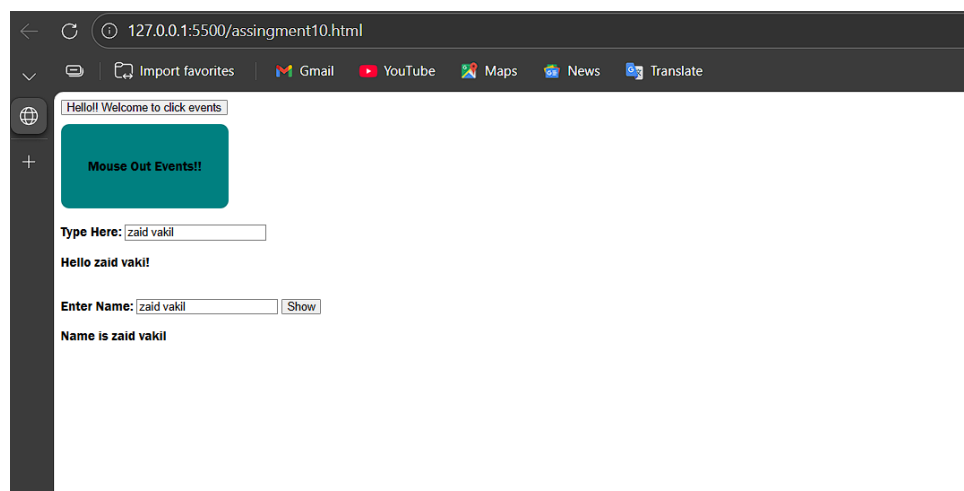 127.0.0.1:5500/assingment10.html
Import favorites Gmail YouTube Maps News Translate
Hello!! Welcome to click events
Mouse Out Events!!
Type Here: zaid vakil
Hello zaid vaki!
Enter Name: zaid vakil Show
Name is zaid vakil